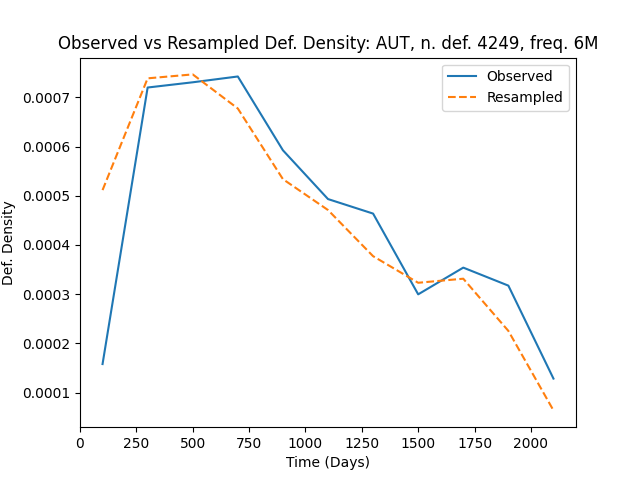 Observed vs Resampled Def. Density: AUT, n. def. 4249, freq. 6M
Observed
Resampled
Def. Density
0.0007
0.0006
0.0005
0.0004
0.0003
0.0002
0.0001
0 250 500 750 1000 1250 1500 1750 2000
Time (Days)